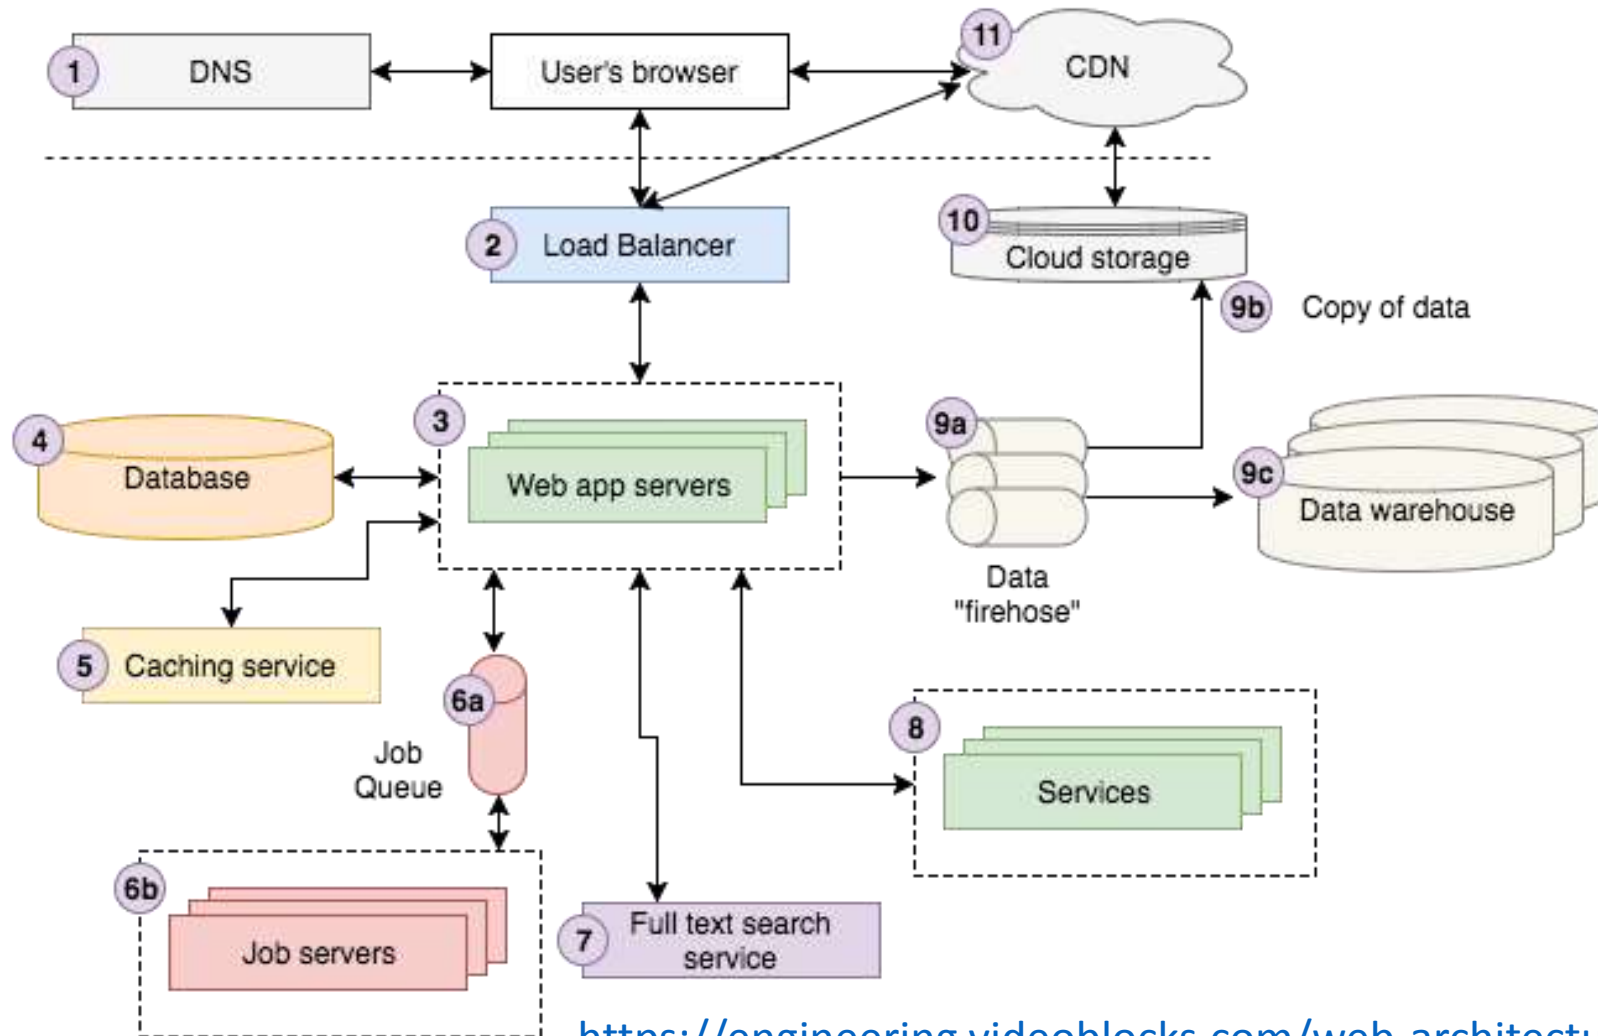 1
DNS
User's browser
11
CDN
2
Load Balancer
10
Cloud storage
9b
Copy of data
3
Web app servers
4
Database
9a
Data
"firehose"
9c
Data warehouse
5
Caching service
6a
Job
Queue
8
Services
6b
Job servers
7
Full text search
service